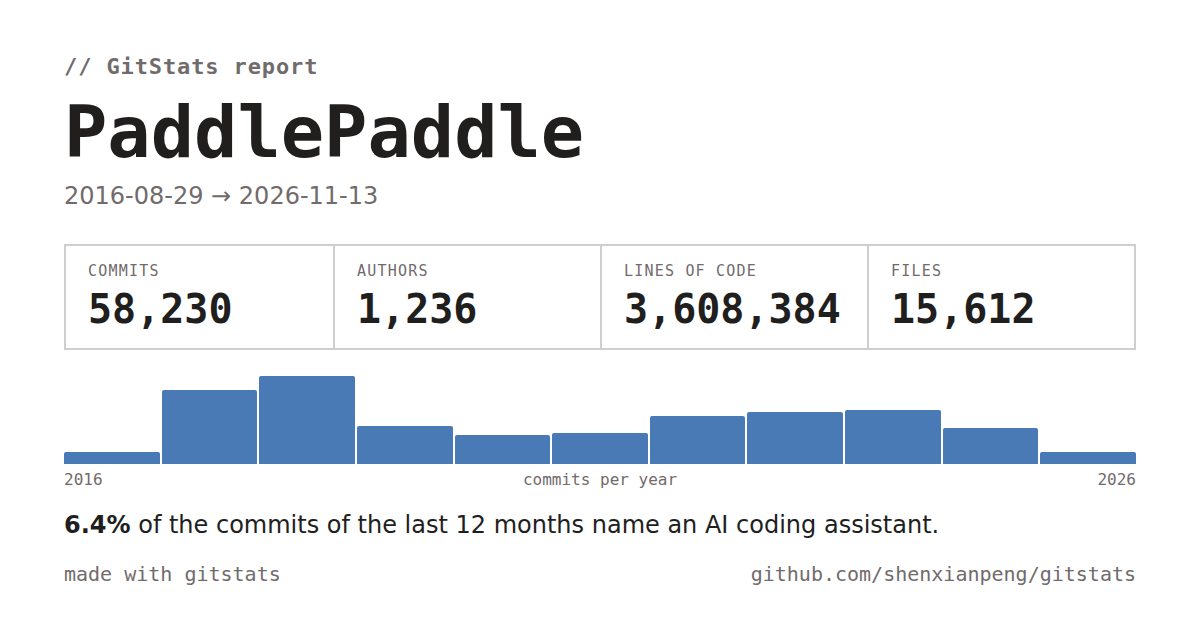 // GitStats report
PaddlePaddle
2016-08-29 → 2026-11-13
COMMITS AUTHORS LINES OF CODE FILES
58,230 1,236 3,608,384 15,612
2016 commits per year 2026
6.4% of the commits of the last 12 months name an AI coding assistant.
made with gitstats github.com/shenxianpeng/gitstats